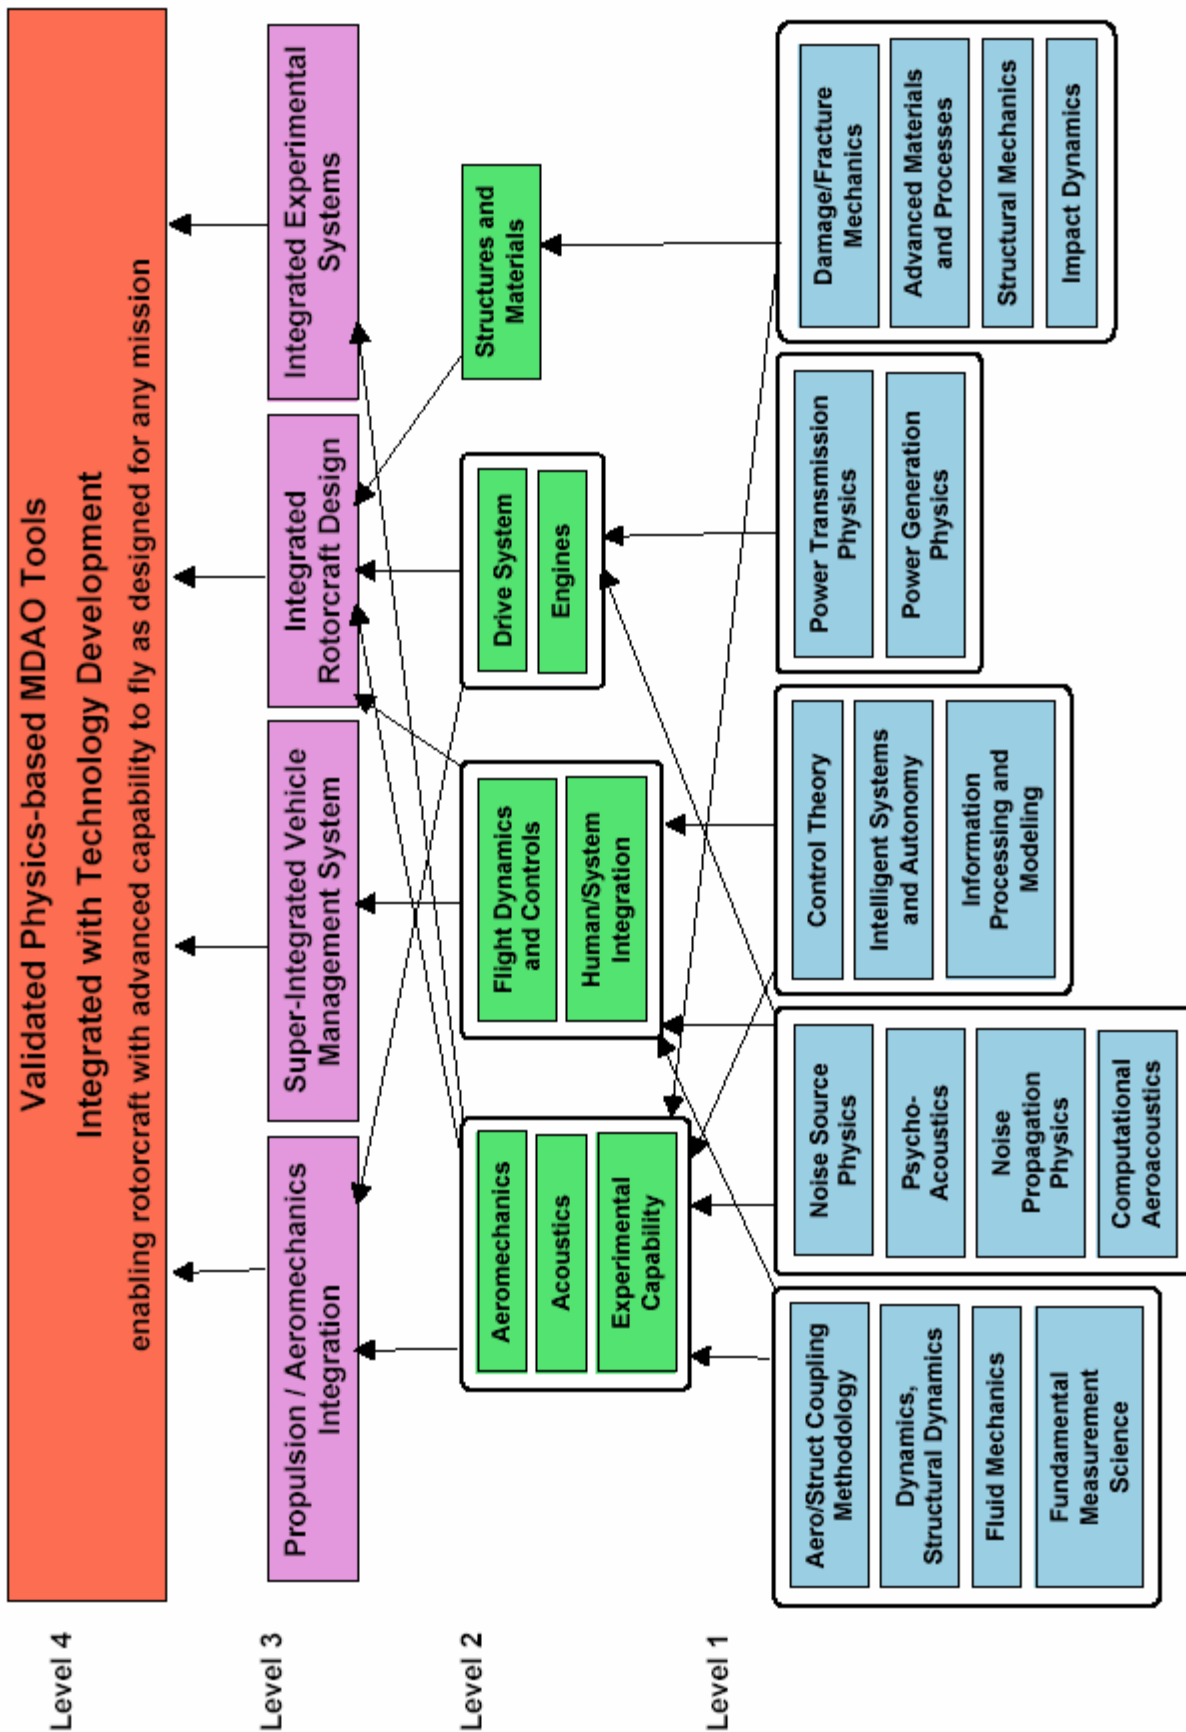 Validated Physics-based MDAO Tools
Integrated with Technology Development
enabling rotorcraft with advanced capability to fly as designed for any mission
Level 4
Level 3
Propulsion / Aeromechanics
Integration
Super-Integrated Vehicle
Management System
Integrated
Rotorcraft Design
Integrated Experimental
Systems
Level 2
Aeromechanics
Acoustics
Experimental
Capability
Flight Dynamics
and Controls
Human/System
Integration
Drive System
Engines
Structures and
Materials
Level 1
Aero/Struct Coupling
Methodology
Dynamics,
Structural Dynamics
Fluid Mechanics
Fundamental
Measurement
Science
Noise Source
Physics
Psycho-
Acoustics
Noise
Propagation
Physics
Computational
Aeroacoustics
Control Theory
Intelligent Systems
and Autonomy
Information
Processing and
Modeling
Power Transmission
Physics
Power Generation
Physics
Damage/Fracture
Mechanics
Advanced Materials
and Processes
Structural Mechanics
Impact Dynamics